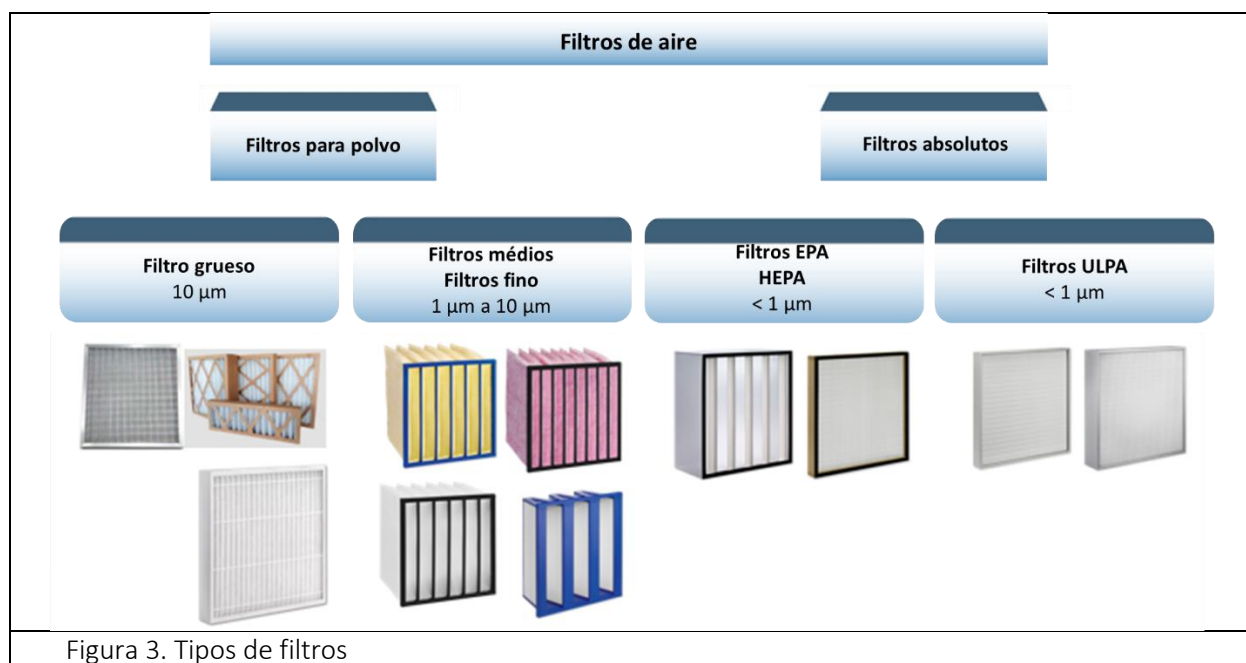 Filtros de aire
Filtros para polvo
Filtros absolutos
Filtro grueso
10 μm
Filtros médios
Filtros fino
1 μm a 10 μm
Filtros EPA
HEPA
< 1 μm
Filtros ULPA
< 1 μm
Figura 3. Tipos de filtros